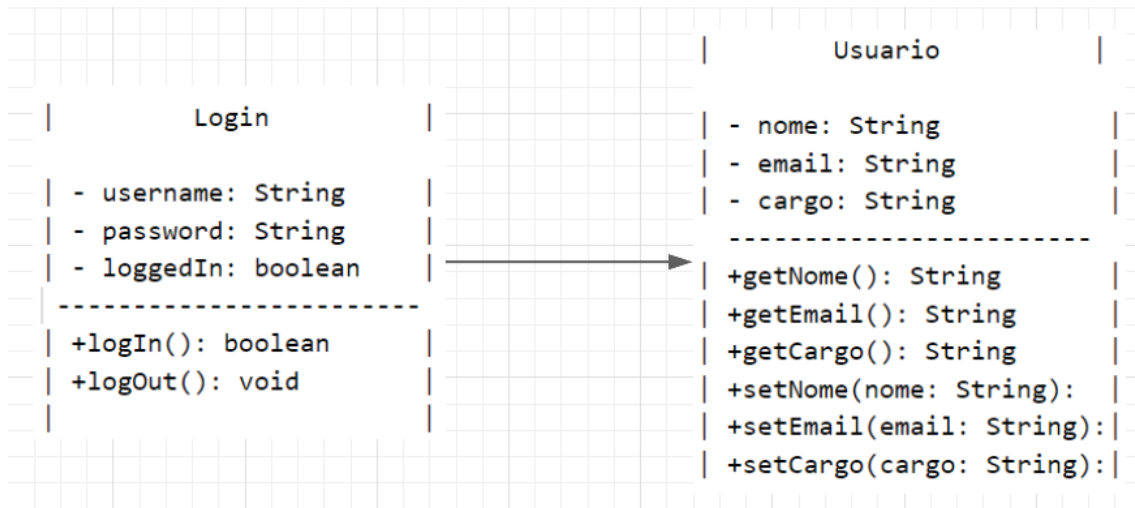 Login
- username: String
- password: String
- loggedIn: boolean
-------------------------
+logIn(): boolean
+logOut(): void
Usuario
- nome: String
- email: String
- cargo: String
-------------------------
+getNome(): String
+getEmail(): String
+getCargo(): String
+setNome(nome: String):
+setEmail(email: String):
+setCargo(cargo: String):